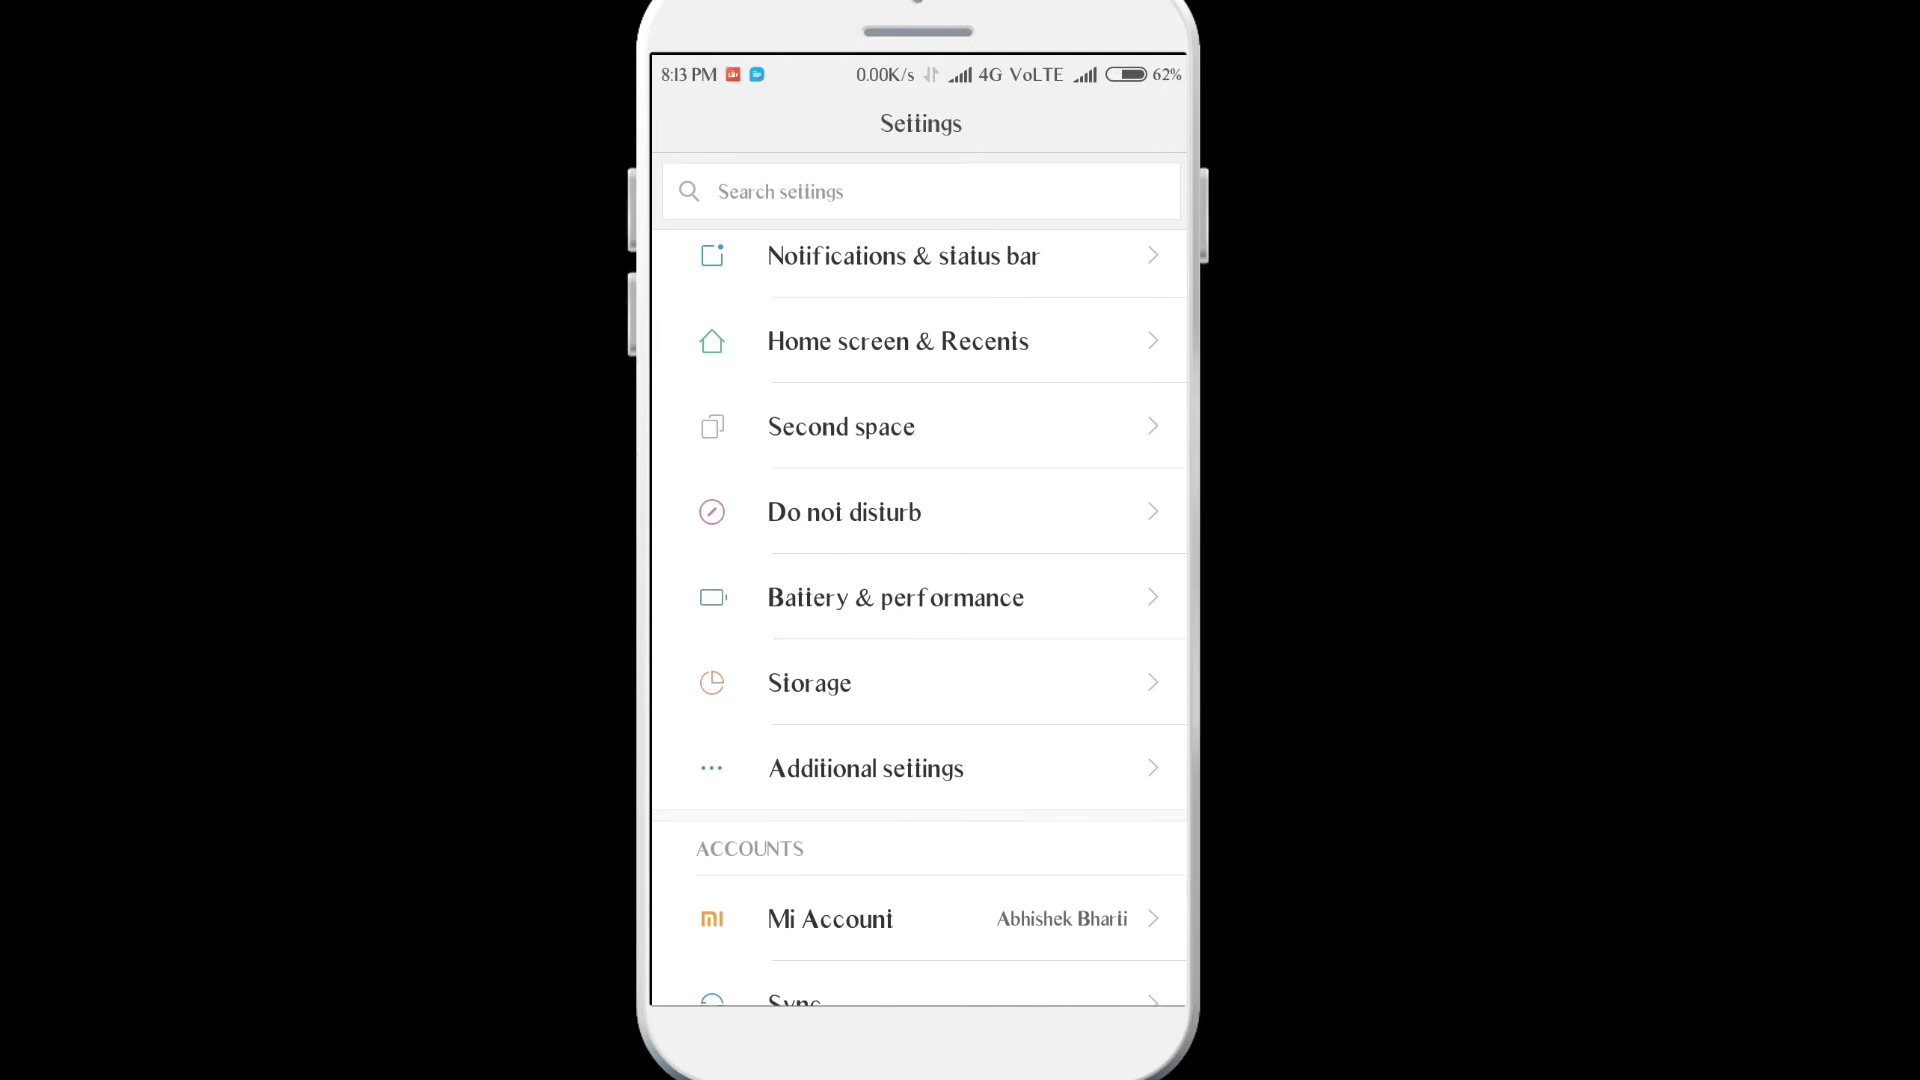 8:13 PM 0.00K/s 4G VoLTE 62%
Settings
Search settings
Notifications & status bar
Home screen & Recents
Second space
Do not disturb
Battery & performance
Storage
Additional settings
ACCOUNTS
Mi Account Abhishek Bharti
Sync